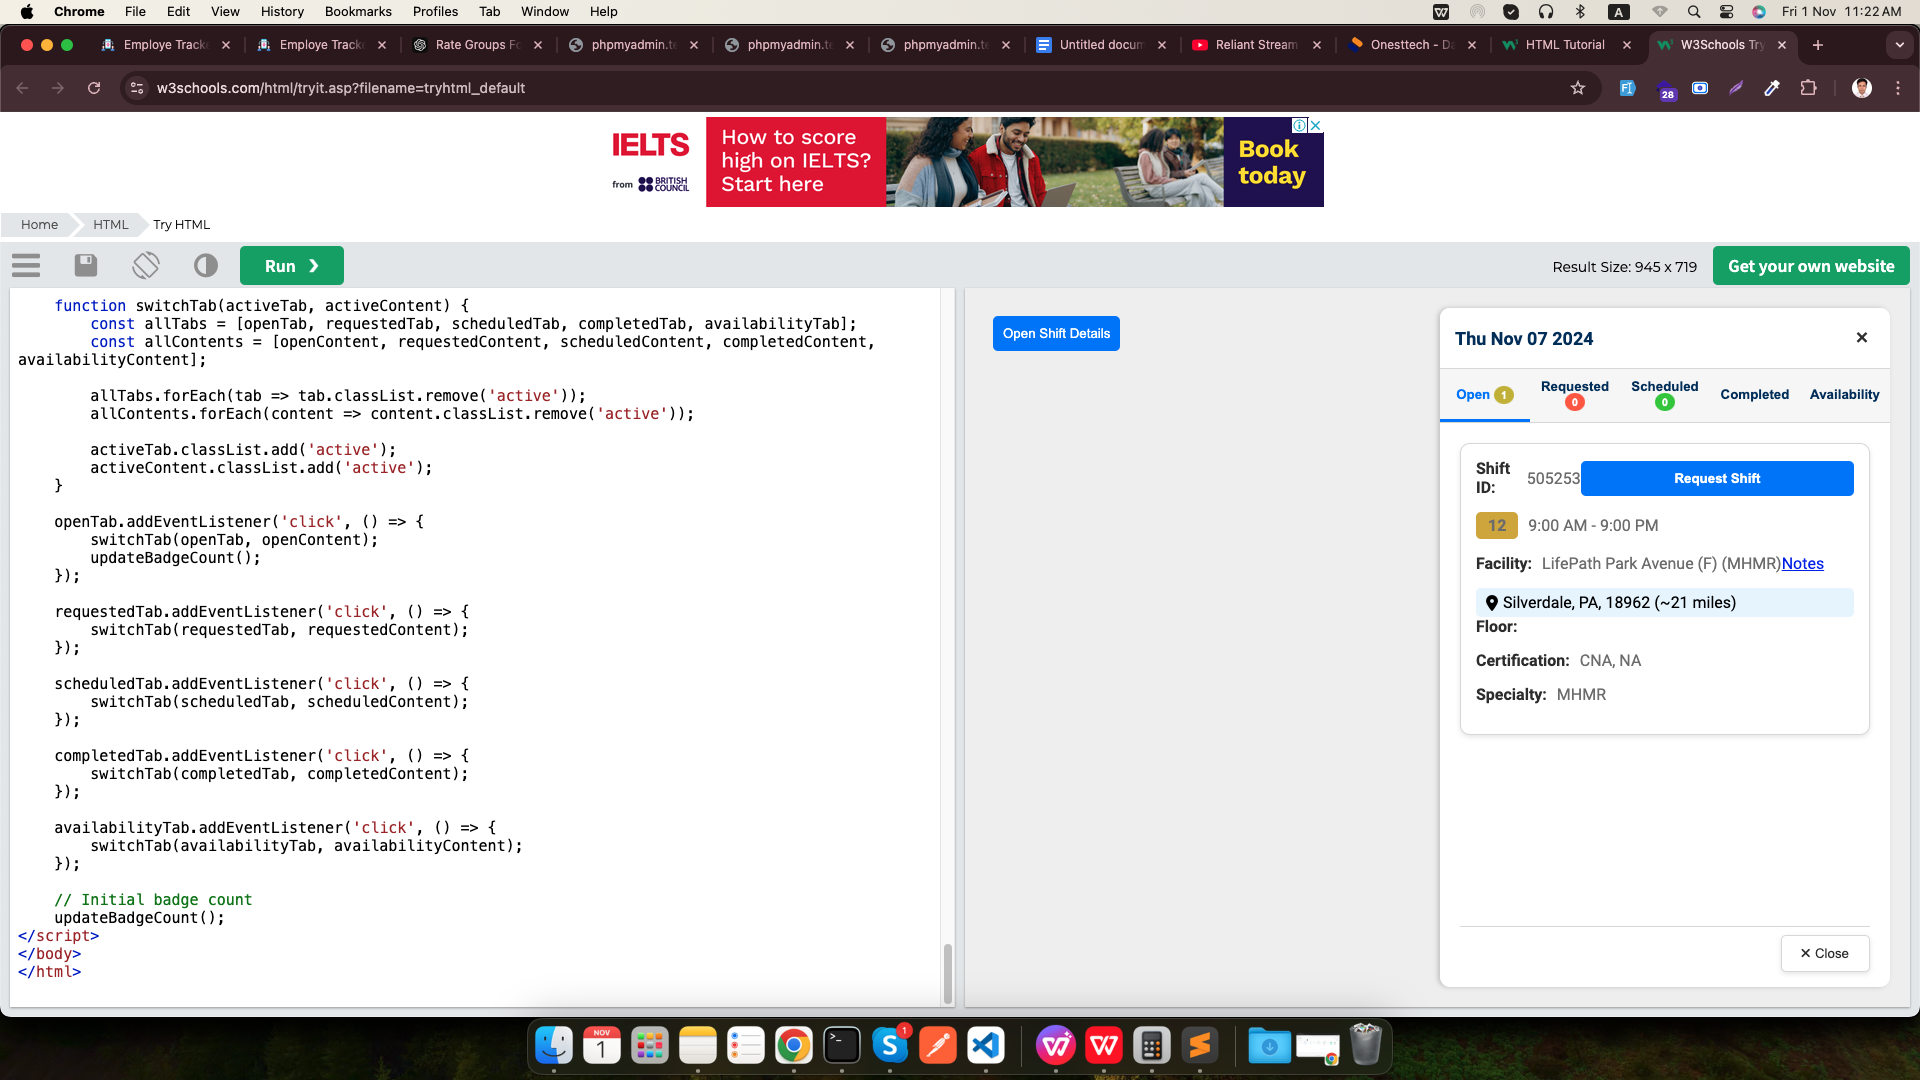 Chrome File Edit View History Bookmarks Profiles Tab Window Help
A
Fri 1 Nov 11:22 AM
Employe Track
Employe Track
Rate Groups Fo
phpmyadmin.te
phpmyadmin.te
phpmyadmin.te
Untitled docum
Reliant Stream
Onesttech - Da
HTML Tutorial
W3Schools Try
w3schools.com/html/tryit.asp?filename=tryhtml_default
28
IELTS
from BRITISH COUNCIL
How to score
high on IELTS?
Start here
Book
today
Home
HTML
Try HTML
Run ❯
Result Size: 945 x 719
Get your own website
function switchTab(activeTab, activeContent) {
const allTabs = [openTab, requestedTab, scheduledTab, completedTab, availabilityTab];
const allContents = [openContent, requestedContent, scheduledContent, completedContent,
availabilityContent];
allTabs.forEach(tab => tab.classList.remove('active'));
allContents.forEach(content => content.classList.remove('active'));
activeTab.classList.add('active');
activeContent.classList.add('active');
}
openTab.addEventListener('click', () => {
switchTab(openTab, openContent);
updateBadgeCount();
});
requestedTab.addEventListener('click', () => {
switchTab(requestedTab, requestedContent);
});
scheduledTab.addEventListener('click', () => {
switchTab(scheduledTab, scheduledContent);
});
completedTab.addEventListener('click', () => {
switchTab(completedTab, completedContent);
});
availabilityTab.addEventListener('click', () => {
switchTab(availabilityTab, availabilityContent);
});
// Initial badge count
updateBadgeCount();
</script>
</body>
</html>
Open Shift Details
Thu Nov 07 2024
×
Open 1
Requested 0
Scheduled 0
Completed
Availability
Shift ID: 505253
Request Shift
12 9:00 AM - 9:00 PM
Facility: LifePath Park Avenue (F) (MHMR)Notes
Silverdale, PA, 18962 (~21 miles)
Floor:
Certification: CNA, NA
Specialty: MHMR
✕ Close
NOV
1
1